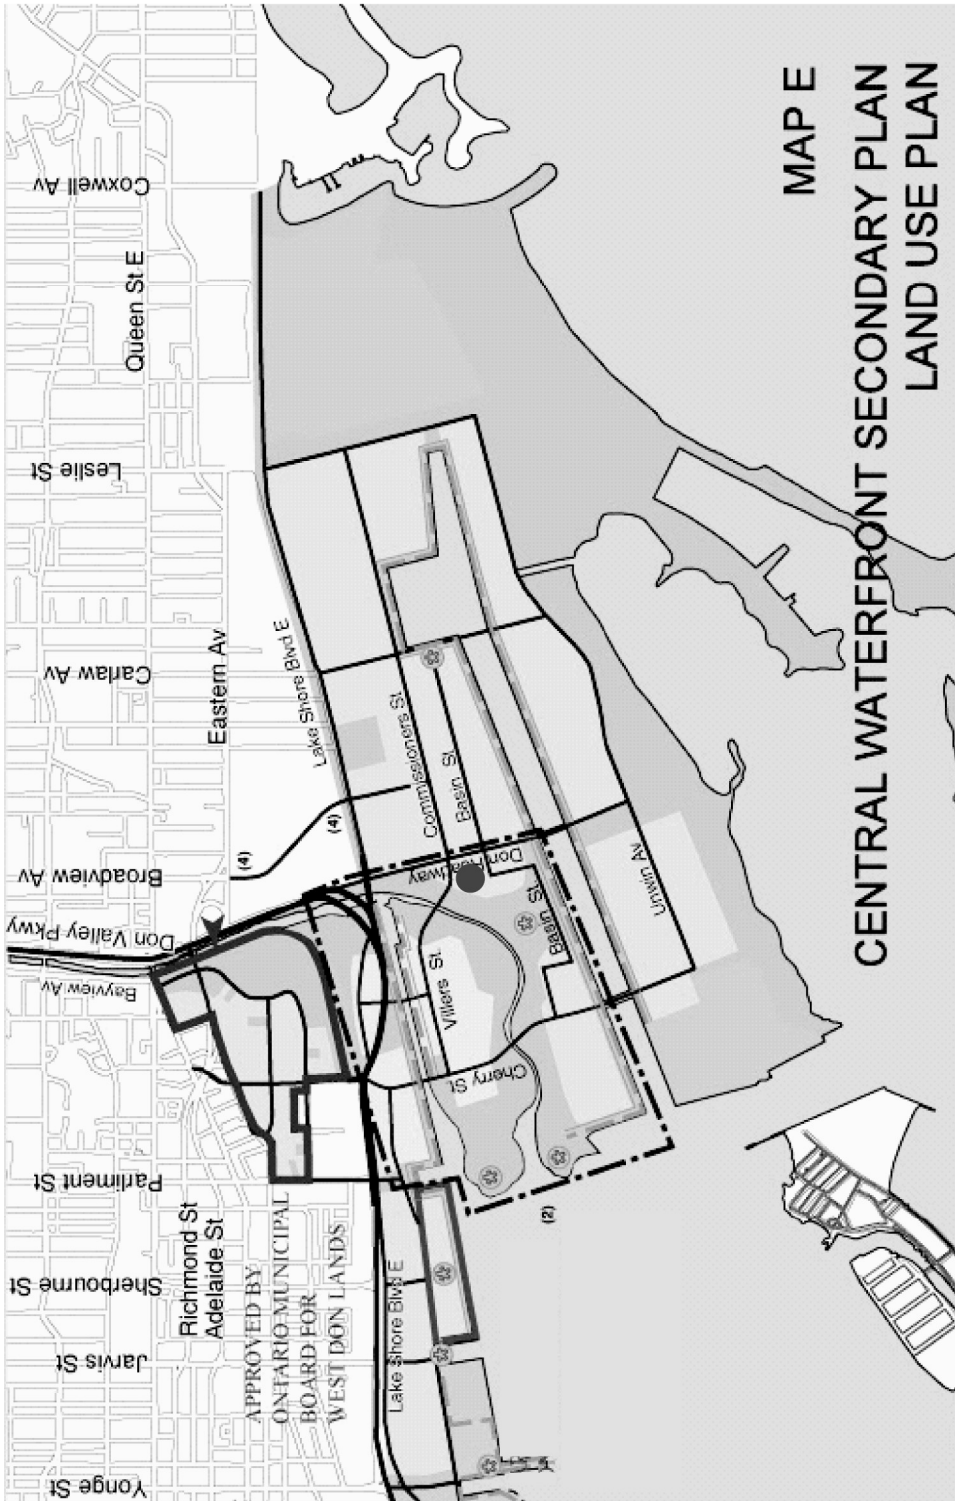 MAP E
CENTRAL WATERFRONT SECONDARY PLAN
LAND USE PLAN
Coxwell Av
Queen St E
Leslie St
Carlaw Av
Eastern Av
Lake Shore Blvd E
Commissioners St
Basin St
(4)
(4)
Broadview Av
Don Valley Pkwy
Bayview Av
Don Roadway
Basin St
Unwin Av
Villiers St
Cherry St
(2)
Parliment St
Richmond St
Adelaide St
Sherbourne St
Jarvis St
Yonge St
Lake Shore Blvd E
APPROVED BY
ONTARIO MUNICIPAL
BOARD FOR
WEST DON LANDS